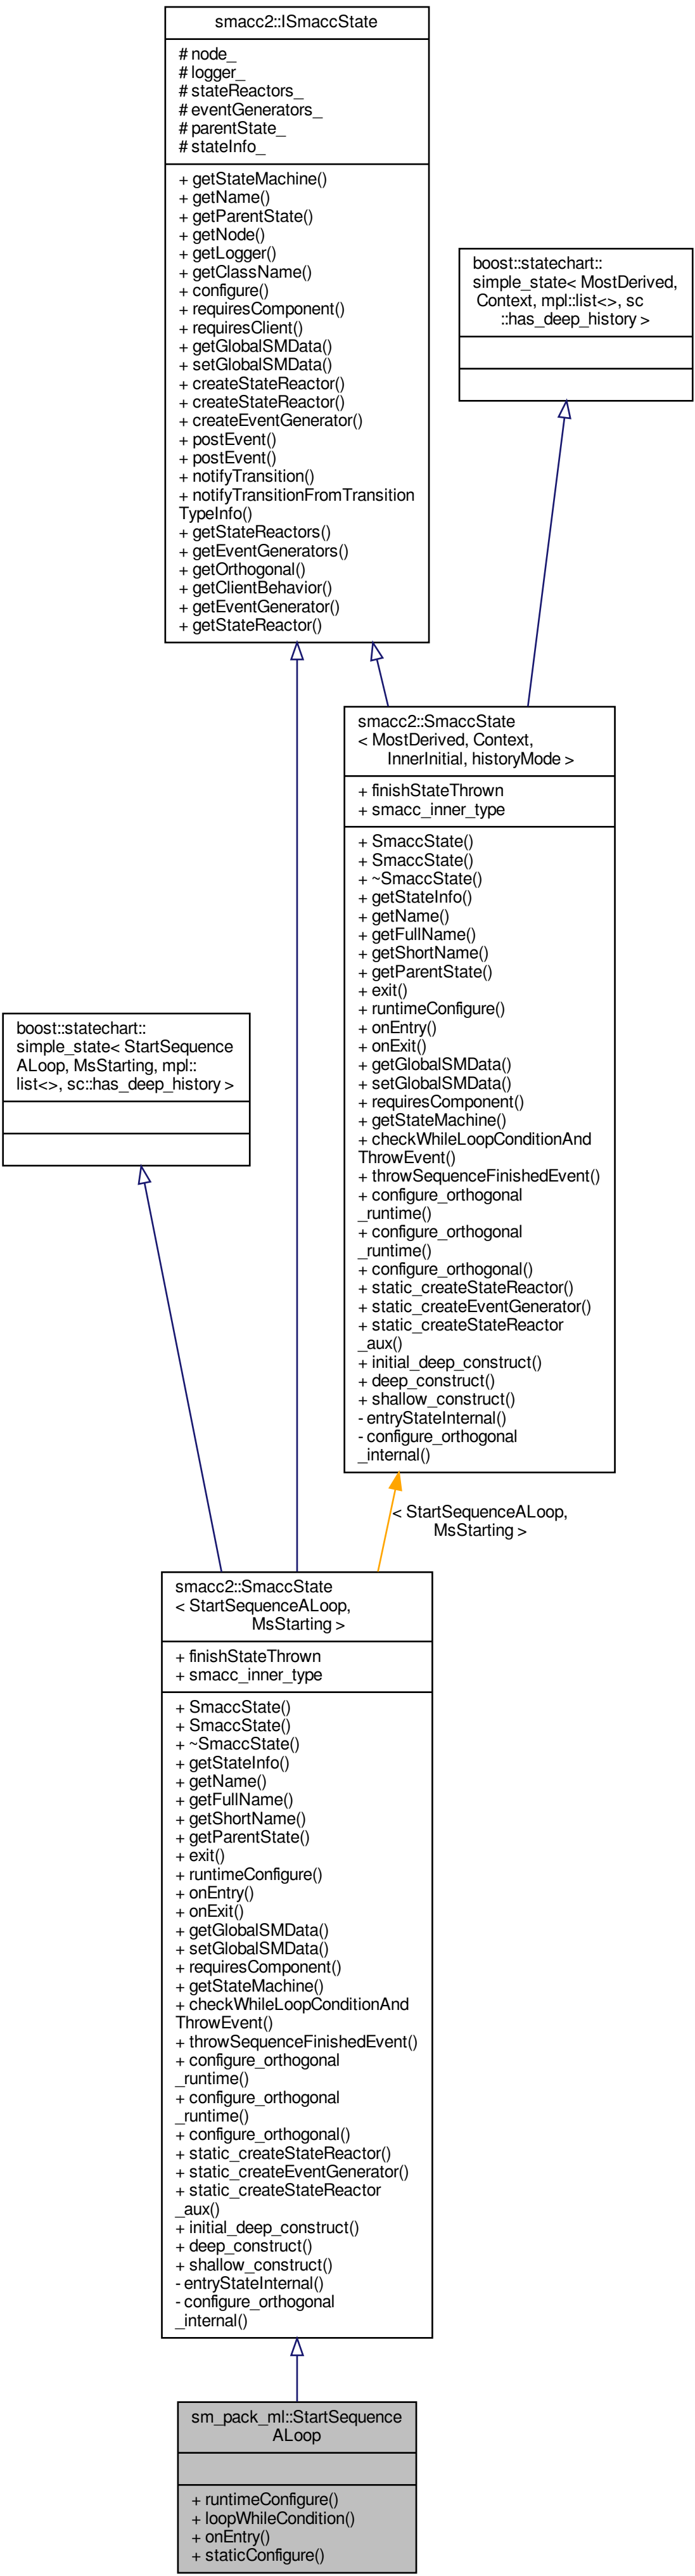 smacc2::ISmaccState
# node_
# logger_
# stateReactors_
# eventGenerators_
# parentState_
# stateInfo_
+ getStateMachine()
+ getName()
+ getParentState()
+ getNode()
+ getLogger()
+ getClassName()
+ configure()
+ requiresComponent()
+ requiresClient()
+ getGlobalSMData()
+ setGlobalSMData()
+ createStateReactor()
+ createStateReactor()
+ createEventGenerator()
+ postEvent()
+ postEvent()
+ notifyTransition()
+ notifyTransitionFromTransition
TypeInfo()
+ getStateReactors()
+ getEventGenerators()
+ getOrthogonal()
+ getClientBehavior()
+ getEventGenerator()
+ getStateReactor()
boost::statechart::
simple_state< MostDerived,
Context, mpl::list<>, sc
::has_deep_history >
smacc2::SmaccState
< MostDerived, Context,
InnerInitial, historyMode >
+ finishStateThrown
+ smacc_inner_type
+ SmaccState()
+ SmaccState()
+ ~SmaccState()
+ getStateInfo()
+ getName()
+ getFullName()
+ getShortName()
+ getParentState()
+ exit()
+ runtimeConfigure()
+ onEntry()
+ onExit()
+ getGlobalSMData()
+ setGlobalSMData()
+ requiresComponent()
+ getStateMachine()
+ checkWhileLoopConditionAnd
ThrowEvent()
+ throwSequenceFinishedEvent()
+ configure_orthogonal
_runtime()
+ configure_orthogonal
_runtime()
+ configure_orthogonal()
+ static_createStateReactor()
+ static_createEventGenerator()
+ static_createStateReactor
_aux()
+ initial_deep_construct()
+ deep_construct()
+ shallow_construct()
- entryStateInternal()
- configure_orthogonal
_internal()
boost::statechart::
simple_state< StartSequence
ALoop, MsStarting, mpl::
list<>, sc::has_deep_history >
< StartSequenceALoop,
MsStarting >
smacc2::SmaccState
< StartSequenceALoop,
MsStarting >
+ finishStateThrown
+ smacc_inner_type
+ SmaccState()
+ SmaccState()
+ ~SmaccState()
+ getStateInfo()
+ getName()
+ getFullName()
+ getShortName()
+ getParentState()
+ exit()
+ runtimeConfigure()
+ onEntry()
+ onExit()
+ getGlobalSMData()
+ setGlobalSMData()
+ requiresComponent()
+ getStateMachine()
+ checkWhileLoopConditionAnd
ThrowEvent()
+ throwSequenceFinishedEvent()
+ configure_orthogonal
_runtime()
+ configure_orthogonal
_runtime()
+ configure_orthogonal()
+ static_createStateReactor()
+ static_createEventGenerator()
+ static_createStateReactor
_aux()
+ initial_deep_construct()
+ deep_construct()
+ shallow_construct()
- entryStateInternal()
- configure_orthogonal
_internal()
sm_pack_ml::StartSequence
ALoop
+ runtimeConfigure()
+ loopWhileCondition()
+ onEntry()
+ staticConfigure()